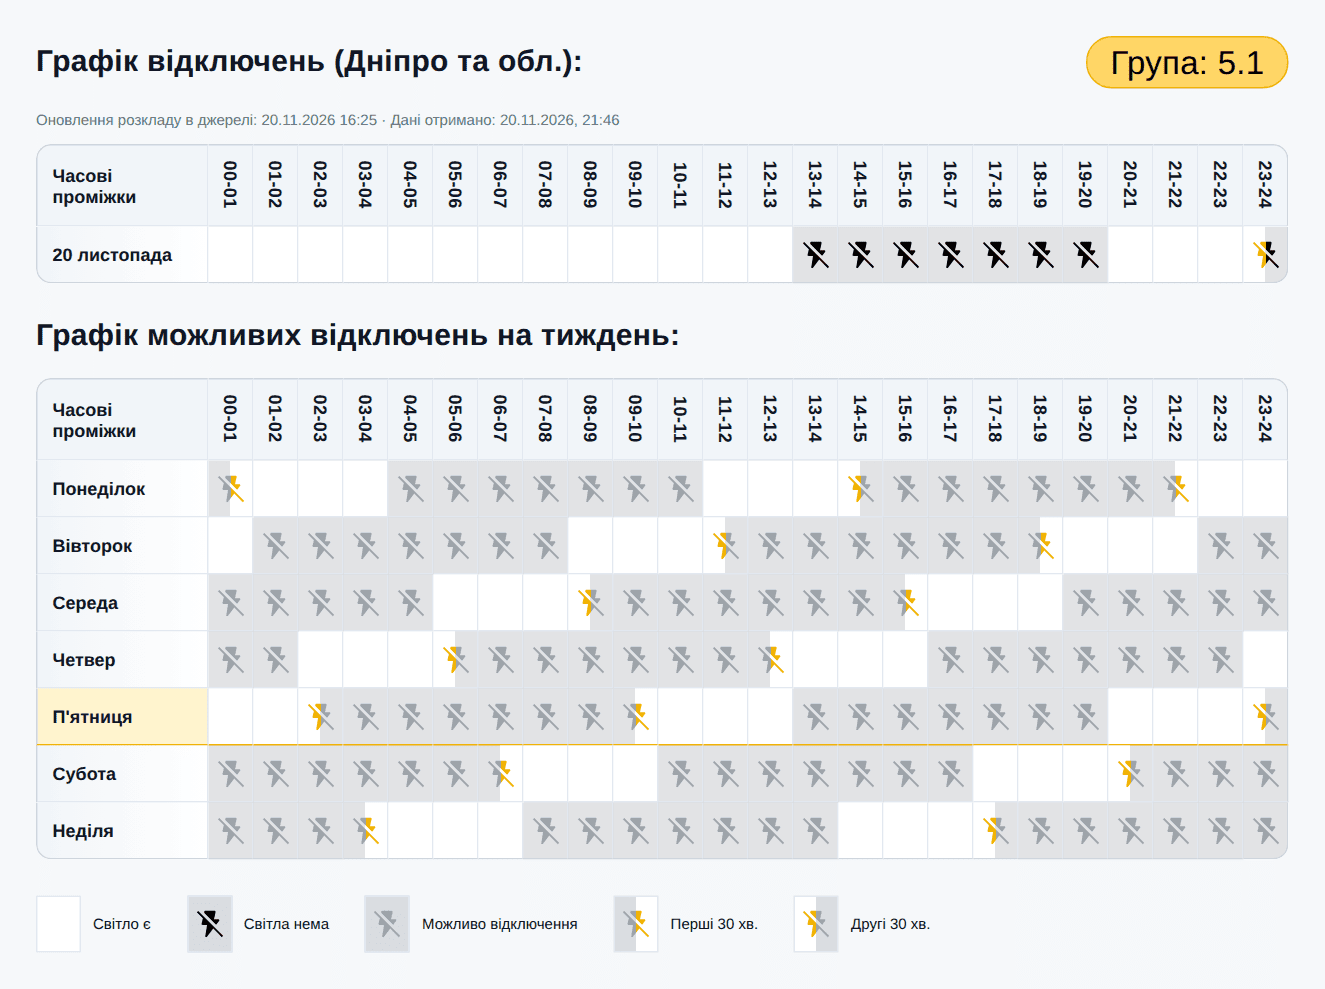 Графік відключень (Дніпро та обл.):
Група: 5.1
Оновлення розкладу в джерелі: 20.11.2026 16:25 · Дані отримано: 20.11.2026, 21:46
Часові проміжки 00-01 01-02 02-03 03-04 04-05 05-06 06-07 07-08 08-09 09-10 10-11 11-12 12-13 13-14 14-15 15-16 16-17 17-18 18-19 19-20 20-21 21-22 22-23 23-24
20 листопада
Графік можливих відключень на тиждень:
Часові проміжки 00-01 01-02 02-03 03-04 04-05 05-06 06-07 07-08 08-09 09-10 10-11 11-12 12-13 13-14 14-15 15-16 16-17 17-18 18-19 19-20 20-21 21-22 22-23 23-24
Понеділок
Вівторок
Середа
Четвер
П'ятниця
Субота
Неділя
Світло є Світла нема Можливо відключення Перші 30 хв. Другі 30 хв.